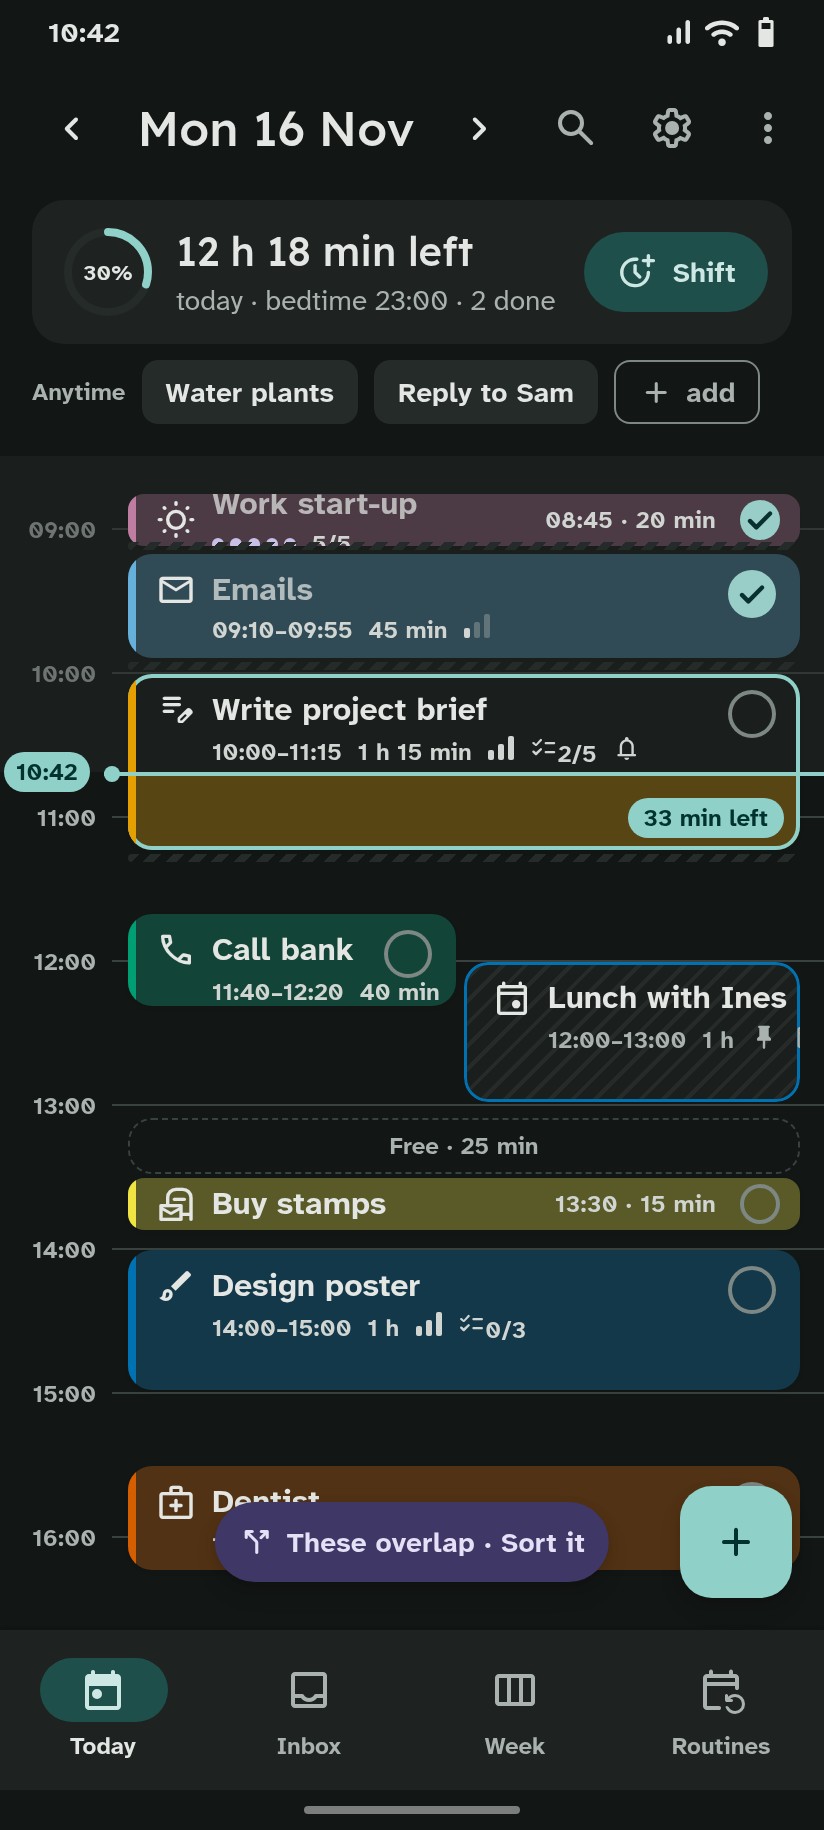 10:42
Mon 16 Nov
30%
12 h 18 min left
today · bedtime 23:00 · 2 done
Shift
Anytime
Water plants
Reply to Sam
+ add
09:00
Work start-up
5/5
08:45 · 20 min
Emails
09:10–09:55 45 min
10:00
Write project brief
10:00–11:15 1 h 15 min 2/5
10:42
11:00
33 min left
Call bank
11:40–12:20 40 min
12:00
Lunch with Ines
12:00–13:00 1 h
13:00
Free · 25 min
Buy stamps
13:30 · 15 min
14:00
Design poster
14:00–15:00 1 h 0/3
15:00
Dentist
16:00
These overlap · Sort it
Today
Inbox
Week
Routines